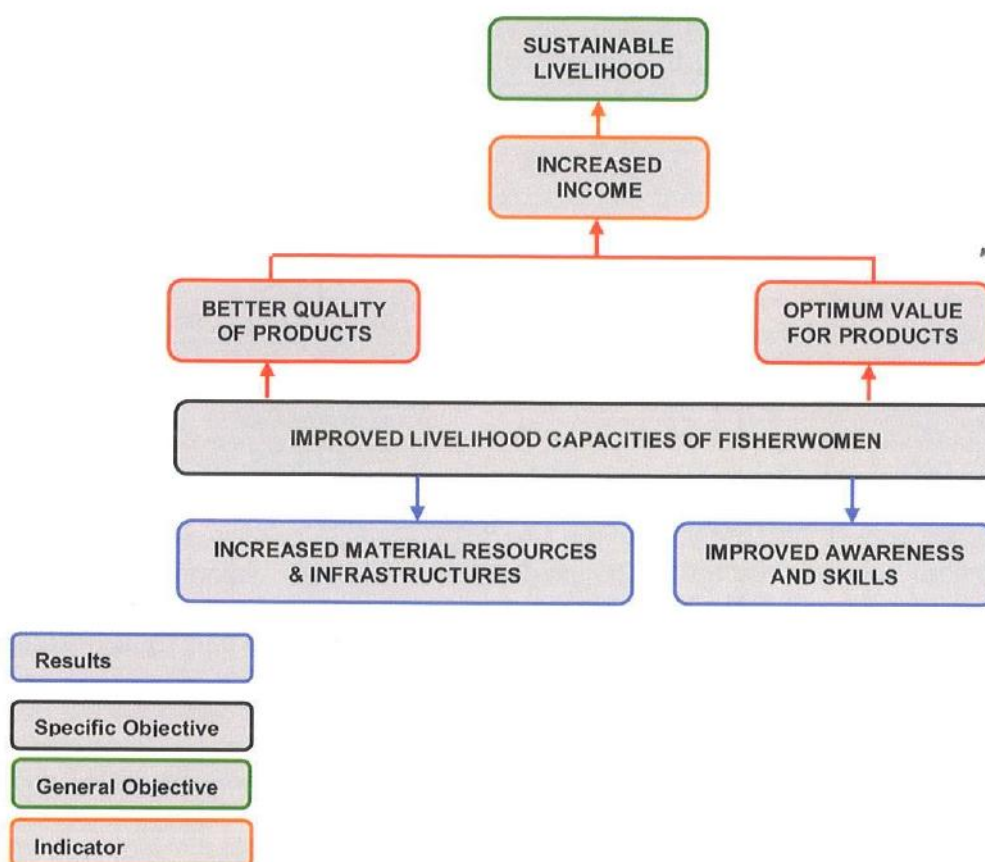 SUSTAINABLE
LIVELIHOOD
INCREASED
INCOME
BETTER QUALITY
OF PRODUCTS
OPTIMUM VALUE
FOR PRODUCTS
IMPROVED LIVELIHOOD CAPACITIES OF FISHERWOMEN
INCREASED MATERIAL RESOURCES
& INFRASTRUCTURES
IMPROVED AWARENESS
AND SKILLS
Results
Specific Objective
General Objective
Indicator